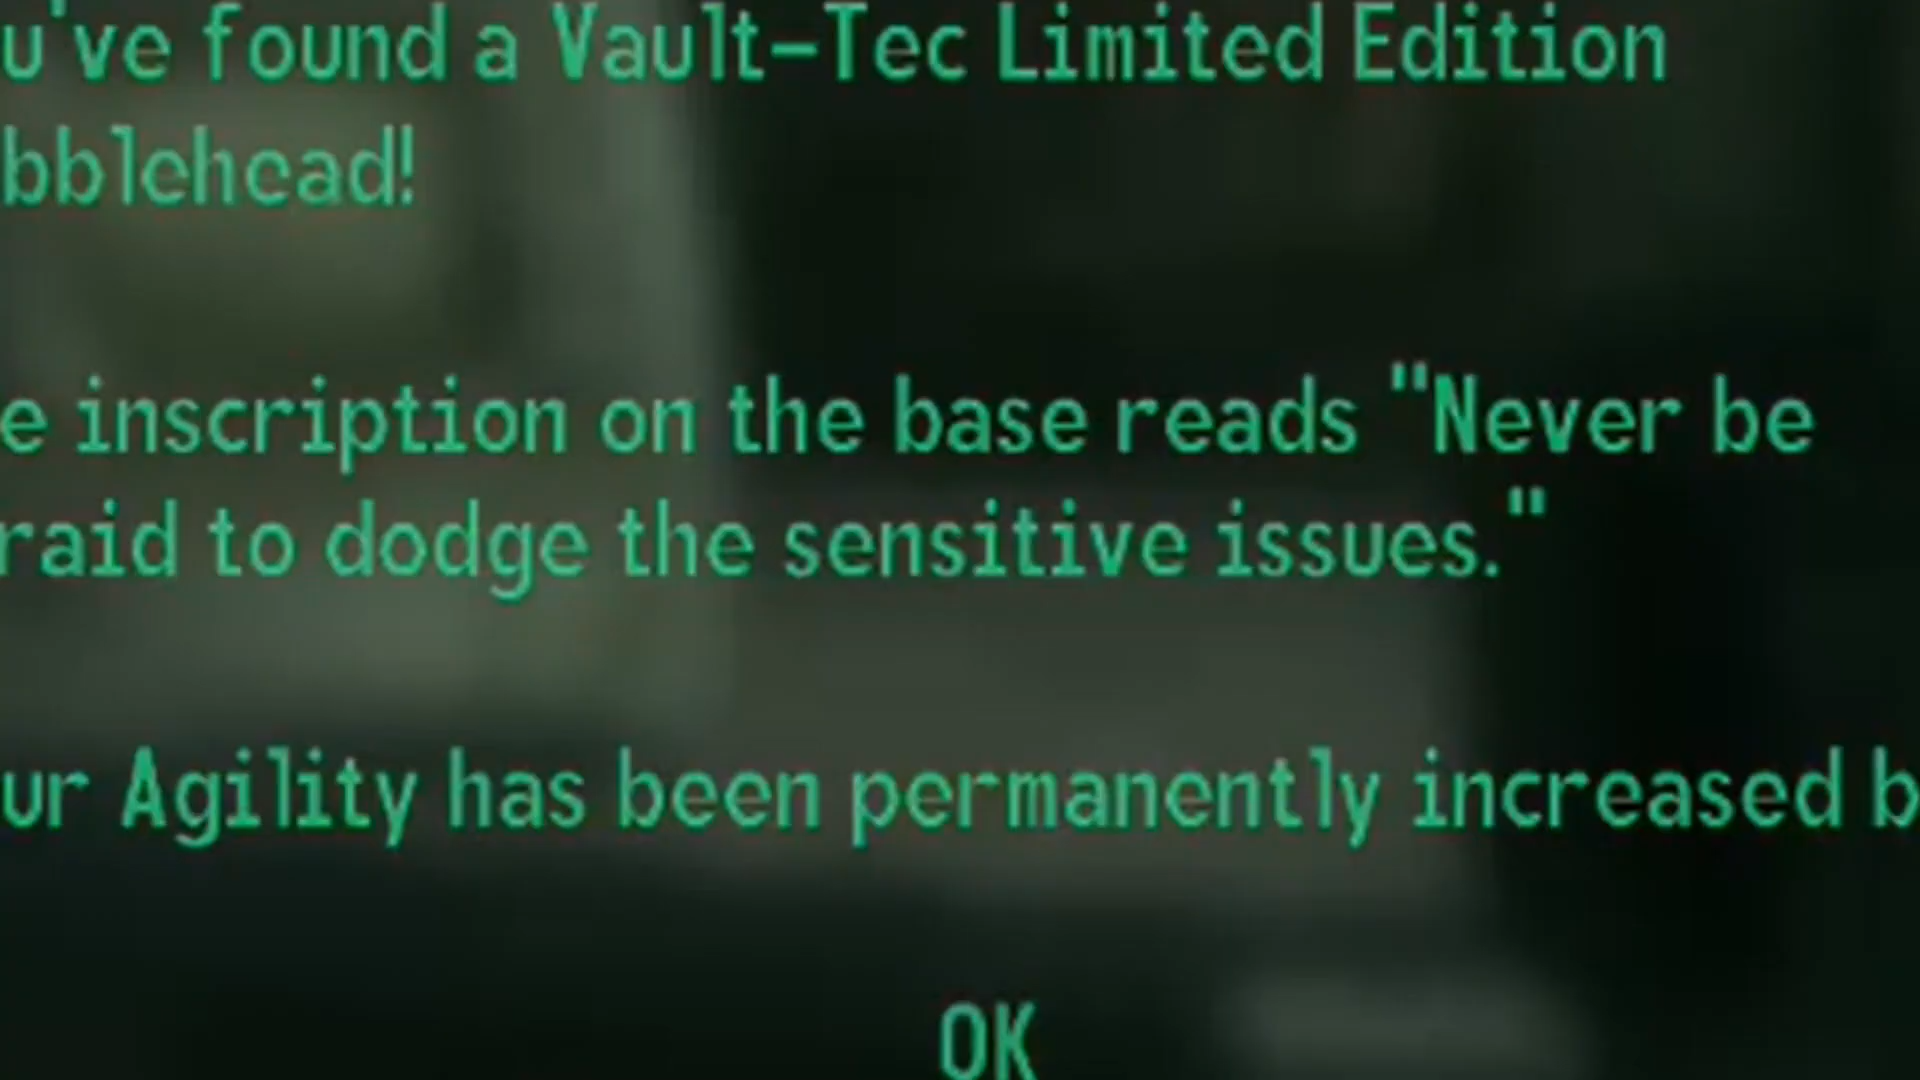 u've found a Vault-Tec Limited Edition
bblehead!
e inscription on the base reads "Never be
raid to dodge the sensitive issues."
ur Agility has been permanently increased b
OK